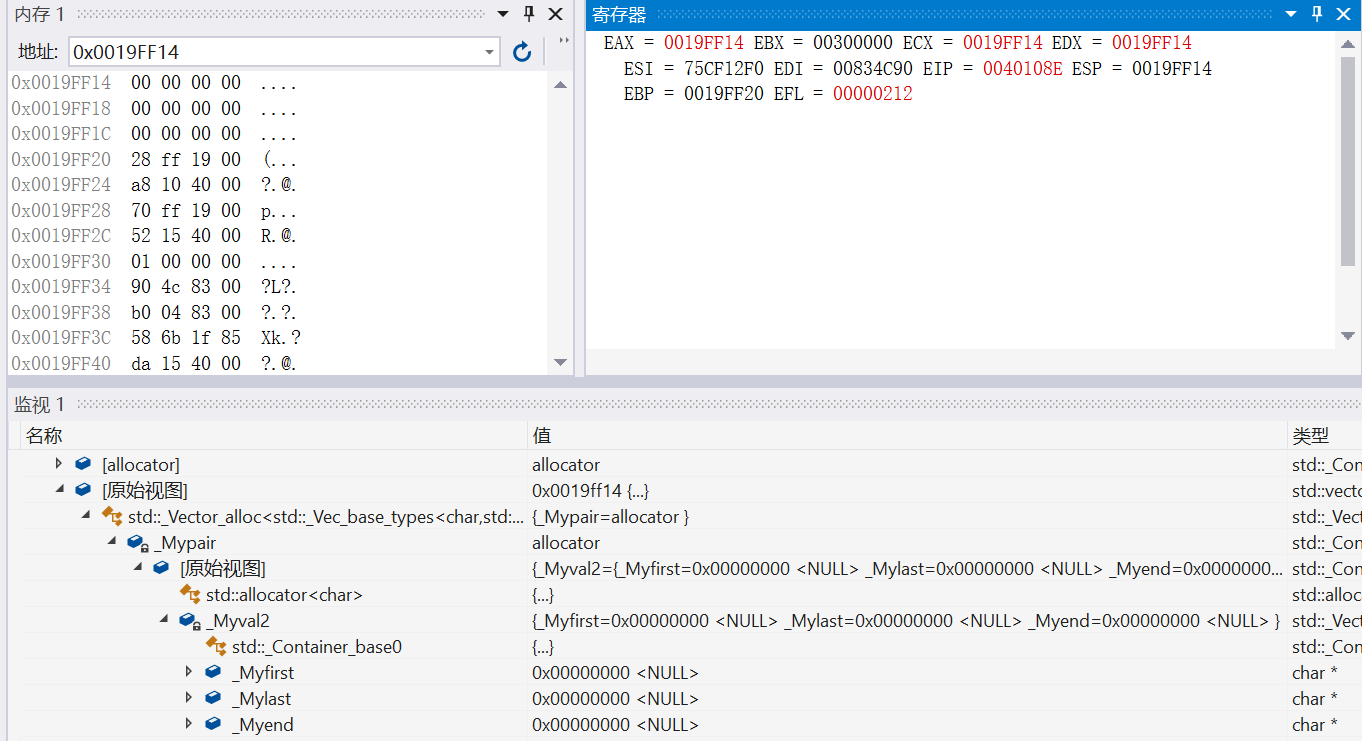 内存 1
地址: 0x0019FF14
0x0019FF14 00 00 00 00 ....
0x0019FF18 00 00 00 00 ....
0x0019FF1C 00 00 00 00 ....
0x0019FF20 28 ff 19 00 (...
0x0019FF24 a8 10 40 00 ?.@.
0x0019FF28 70 ff 19 00 p...
0x0019FF2C 52 15 40 00 R.@.
0x0019FF30 01 00 00 00 ....
0x0019FF34 90 4c 83 00 ?L?.
0x0019FF38 b0 04 83 00 ?.?.
0x0019FF3C 58 6b 1f 85 Xk.?
0x0019FF40 da 15 40 00 ?.@.
寄存器
EAX = 0019FF14 EBX = 00300000 ECX = 0019FF14 EDX = 0019FF14
ESI = 75CF12F0 EDI = 00834C90 EIP = 0040108E ESP = 0019FF14
EBP = 0019FF20 EFL = 00000212
监视 1
名称 值 类型
[allocator] allocator std::_Con
[原始视图] 0x0019ff14 {...} std::vecto
std::_Vector_alloc<std::_Vec_base_types<char,std:... {_Mypair=allocator } std::_Vect
_Mypair allocator std::_Con
[原始视图] {_Myval2={_Myfirst=0x00000000 <NULL> _Mylast=0x00000000 <NULL> _Myend=0x0000000... std::_Con
std::allocator<char> {...} std::alloc
_Myval2 {_Myfirst=0x00000000 <NULL> _Mylast=0x00000000 <NULL> _Myend=0x00000000 <NULL> } std::_Vect
std::_Container_base0 {...} std::_Con
_Myfirst 0x00000000 <NULL> char *
_Mylast 0x00000000 <NULL> char *
_Myend 0x00000000 <NULL> char *